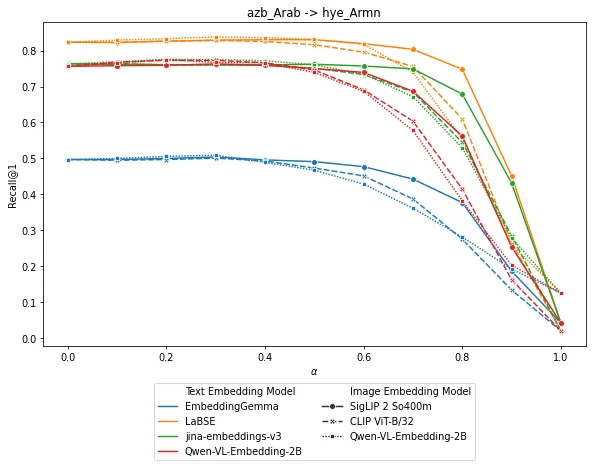 azb_Arab -> hye_Armn
0.8
0.7
0.6
0.5
0.4
0.3
0.2
0.1
0.0
Recall@1
0.0 0.2 0.4 0.6 0.8 1.0
α
Text Embedding Model Image Embedding Model
EmbeddingGemma SigLIP 2 So400m
LaBSE CLIP ViT-B/32
jina-embeddings-v3 Qwen-VL-Embedding-2B
Qwen-VL-Embedding-2B